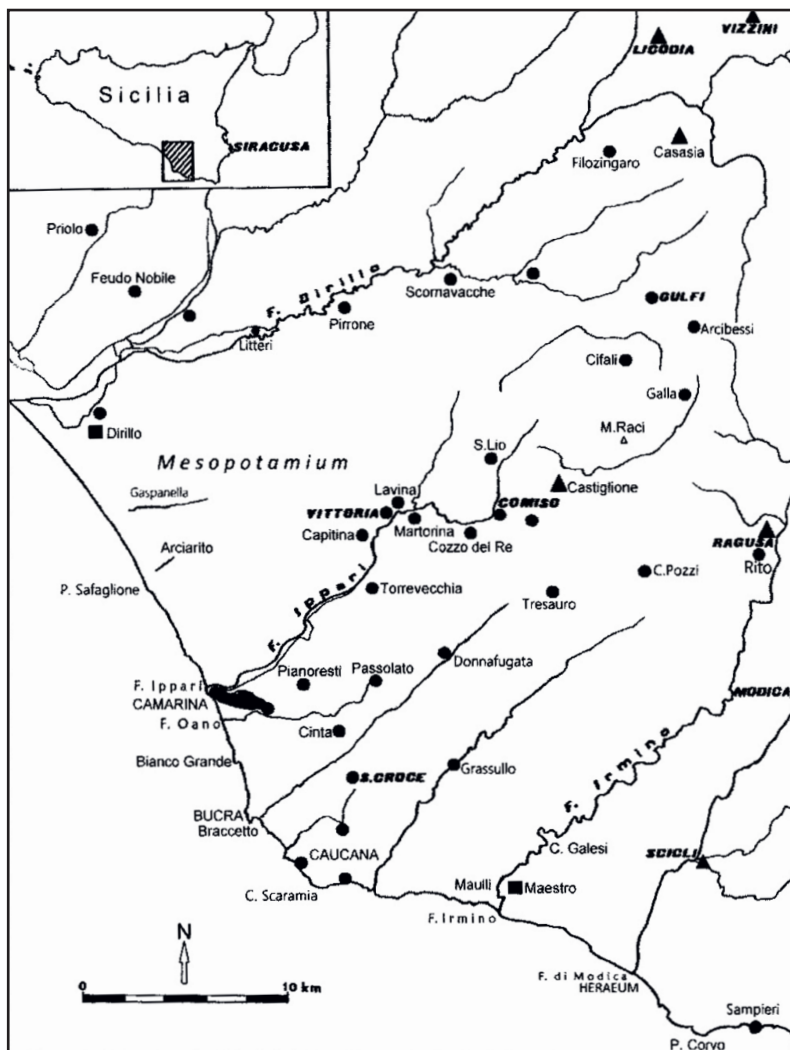 VIZZINI
LICODIA
Sicilia
SIRAGUSA
Casasia
Filozingaro
Priolo
Feudo Nobile
F. Dirillo
Scornavacche
GULFI
Pirrone
Arcibessi
Litteri
Cifali
Galla
Dirillo
M.Raci
S.Lio
Mesopotamium
Castiglione
Gaspanella
Lavina
VITTORIA
COMISO
Martorina
Capitina
Cozzo del Re
RAGUSA
Arciarito
Rito
C.Pozzi
P. Safaglione
Torrevecchia
Tresauro
F. Ippari
Donnafugata
Pianoresti
Passolato
F. Ippari
CAMARINA
MODICA
F. Oano
Cinta
Bianco Grande
Grassullo
S.CROCE
F. Irmino
BUCRA
Braccetto
C. Galesi
SCICLI
CAUCANA
Maulli
Maestro
C. Scaramia
F. Irmino
N
F. di Modica
HERAEUM
0
10 km
Sampieri
P. Corvo